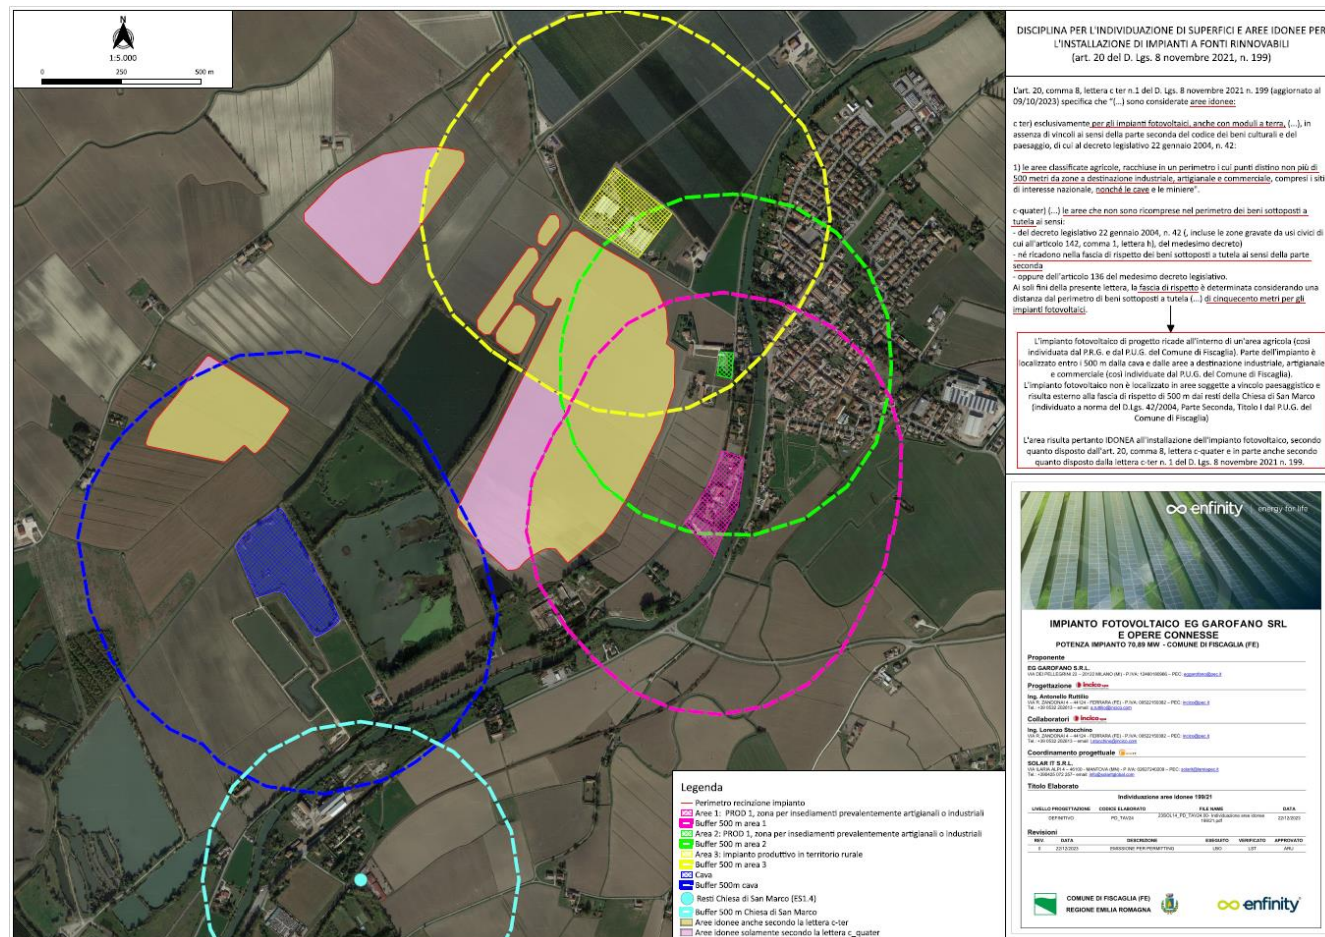 N
1:5.000
0 250 500 m
DISCIPLINA PER L'INDIVIDUAZIONE DI SUPERFICI E AREE IDONEE PER
L'INSTALLAZIONE DI IMPIANTI A FONTI RINNOVABILI
(art. 20 del D. Lgs. 8 novembre 2021, n. 199)
L'art. 20, comma 8, lettera c ter n.1 del D. Lgs. 8 novembre 2021 n. 199 (aggiornato al
09/10/2023) specifica che "(...) sono considerate aree idonee:
c ter) esclusivamente per gli impianti fotovoltaici, anche con moduli a terra, (...), in
assenza di vincoli ai sensi della parte seconda del codice dei beni culturali e del
paesaggio, di cui al decreto legislativo 22 gennaio 2004, n. 42:
1) le aree classificate agricole, racchiuse in un perimetro i cui punti distino non più di
500 metri da zone a destinazione industriale, artigianale e commerciale, compresi i siti
di interesse nazionale, nonché le cave e le miniere".
c-quater) (...) le aree che non sono ricomprese nel perimetro dei beni sottoposti a
tutela ai sensi:
- del decreto legislativo 22 gennaio 2004, n. 42 (, incluse le zone gravate da usi civici di
cui all'articolo 142, comma 1, lettera h), del medesimo decreto)
- né ricadono nella fascia di rispetto dei beni sottoposti a tutela ai sensi della parte
seconda
- oppure dell'articolo 136 del medesimo decreto legislativo.
Ai soli fini della presente lettera, la fascia di rispetto è determinata considerando una
distanza dal perimetro di beni sottoposti a tutela (...) di cinquecento metri per gli
impianti fotovoltaici.
L'impianto fotovoltaico di progetto ricade all'interno di un'area agricola (così
individuata dal P.R.G. e dal P.U.G. del Comune di Fiscaglia). Parte dell'impianto è
localizzato entro i 500 m dalla cava e dalle aree a destinazione industriale, artigianale
e commerciale (così individuate dal P.U.G. del Comune di Fiscaglia).
L'impianto fotovoltaico non è localizzato in aree soggette a vincolo paesaggistico e
risulta esterno alla fascia di rispetto di 500 m dai resti della Chiesa di San Marco
(individuato a norma del D.Lgs. 42/2004, Parte Seconda, Titolo I dal P.U.G. del
Comune di Fiscaglia)
L'area risulta pertanto IDONEA all'installazione dell'impianto fotovoltaico, secondo
quanto disposto dall'art. 20, comma 8, lettera c-quater e in parte anche secondo
quanto disposto dalla lettera c-ter n. 1 del D. Lgs. 8 novembre 2021 n. 199.
enfinity energy for life
IMPIANTO FOTOVOLTAICO EG GAROFANO SRL
E OPERE CONNESSE
POTENZA IMPIANTO 70,89 MW - COMUNE DI FISCAGLIA (FE)
Proponente
EG GAROFANO S.R.L.
Progettazione incico
Ing. Antonello Ruttilio
Collaboratori incico
Ing. Lorenzo Stocchino
Coordinamento progettuale
SOLAR IT S.R.L.
Titolo Elaborato
Individuazione aree idonee 199/21
LIVELLO PROGETTAZIONE CODICE ELABORATO FILE NAME DATA
DEFINITIVO PD_TAV24 22/12/2023
Revisioni
REV. DATA DESCRIZIONE ESEGUITO VERIFICATO APPROVATO
22/12/2023 EMISSIONE PER PERMITTING
COMUNE DI FISCAGLIA (FE)
REGIONE EMILIA ROMAGNA
enfinity
Legenda
Perimetro recinzione impianto
Aree 1: PROD 1, zona per insediamenti prevalentemente artigianali o industriali
Buffer 500 m area 1
Area 2: PROD 1, zona per insediamenti prevalentemente artigianali o industriali
Buffer 500 m area 2
Area 3: impianto produttivo in territorio rurale
Buffer 500 m area 3
Cava
Buffer 500m cava
Resti Chiesa di San Marco (ES1.4)
Buffer 500 m Chiesa di San Marco
Aree idonee anche secondo la lettera c-ter
Aree idonee solamente secondo la lettera c_quater